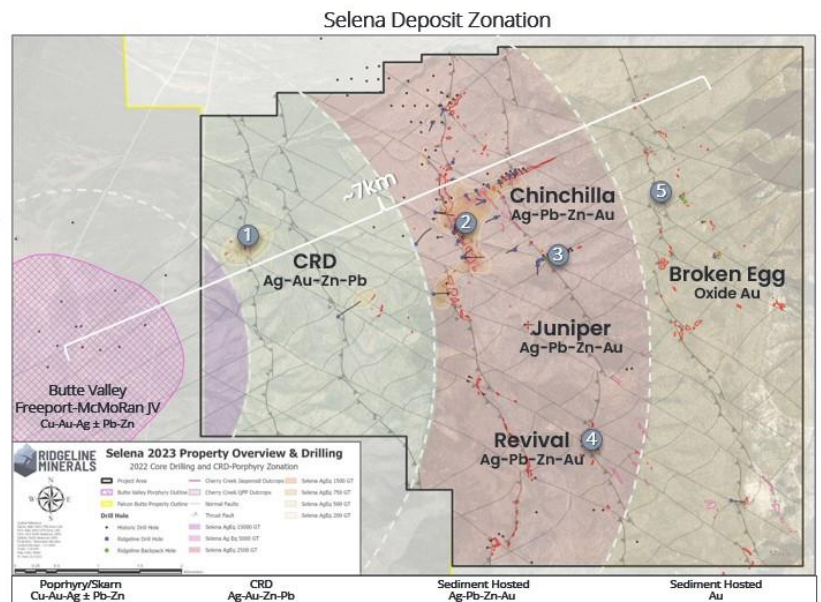 Selena Deposit Zonation
~7km
1
2
3
4
5
CRD
Ag-Au-Zn-Pb
Chinchilla
Ag-Pb-Zn-Au
Juniper
Ag-Pb-Zn-Au
Revival
Ag-Pb-Zn-Au
Broken Egg
Oxide Au
Butte Valley
Freeport-McMoRan JV
Cu-Au-Ag ± Pb-Zn
RIDGELINE
MINERALS
Selena 2023 Property Overview & Drilling
2022 Core Drilling and CRD-Porphyry Zonation
Project Area
Butte Valley Porphyry Outline
Falcon Butte Property Outline
Drill Hole
Historic Drill Hole
Ridgeline Drill Hole
Ridgeline Backpack Hole
Cherry Creek Jasperoid Outcrops
Cherry Creek QFP Outcrops
Normal Faults
Thrust Fault
Selena AgEq 15000 GT
Selena Ag Eq 5000 GT
Selena AgEq 2500 GT
Selena AgEq 1500 GT
Selena AgEq 750 GT
Selena AgEq 500 GT
Selena AgEq 200 GT
N
W
E
S
Poprhyry/Skarn
Cu-Au-Ag ± Pb-Zn
CRD
Ag-Au-Zn-Pb
Sediment Hosted
Ag-Pb-Zn-Au
Sediment Hosted
Au